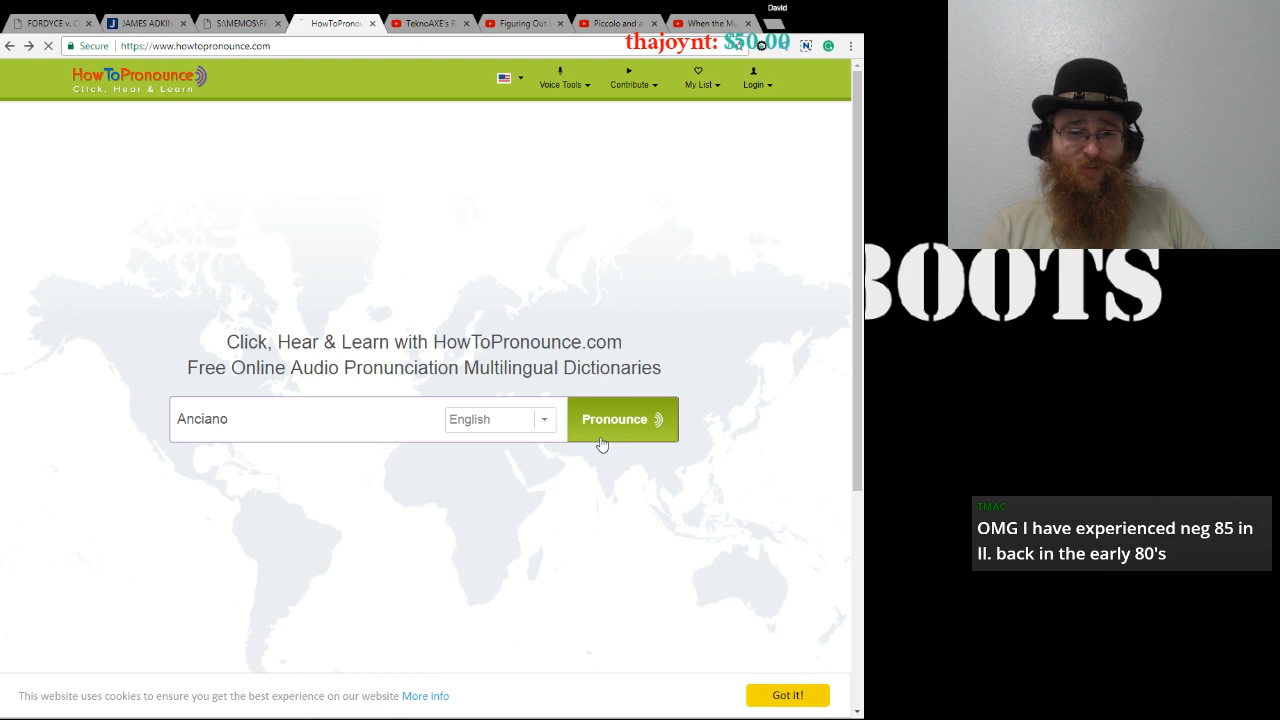 David
FORDYCE v. C
JAMES ADKIN
S:\MEMOS\Fil
HowToPronou
TeknoAXE's R
Figuring Out
Piccolo and a
When the Mu
Secure https://www.howtopronounce.com
thajoynt: $50.00
HowToPronounce
Click, Hear & Learn
Voice Tools
Contribute
My List
Login
Click, Hear & Learn with HowToPronounce.com
Free Online Audio Pronunciation Multilingual Dictionaries
Anciano
English
Pronounce
BOOTS
TMAC
OMG I have experienced neg 85 in
Il. back in the early 80's
This website uses cookies to ensure you get the best experience on our website More info
Got it!